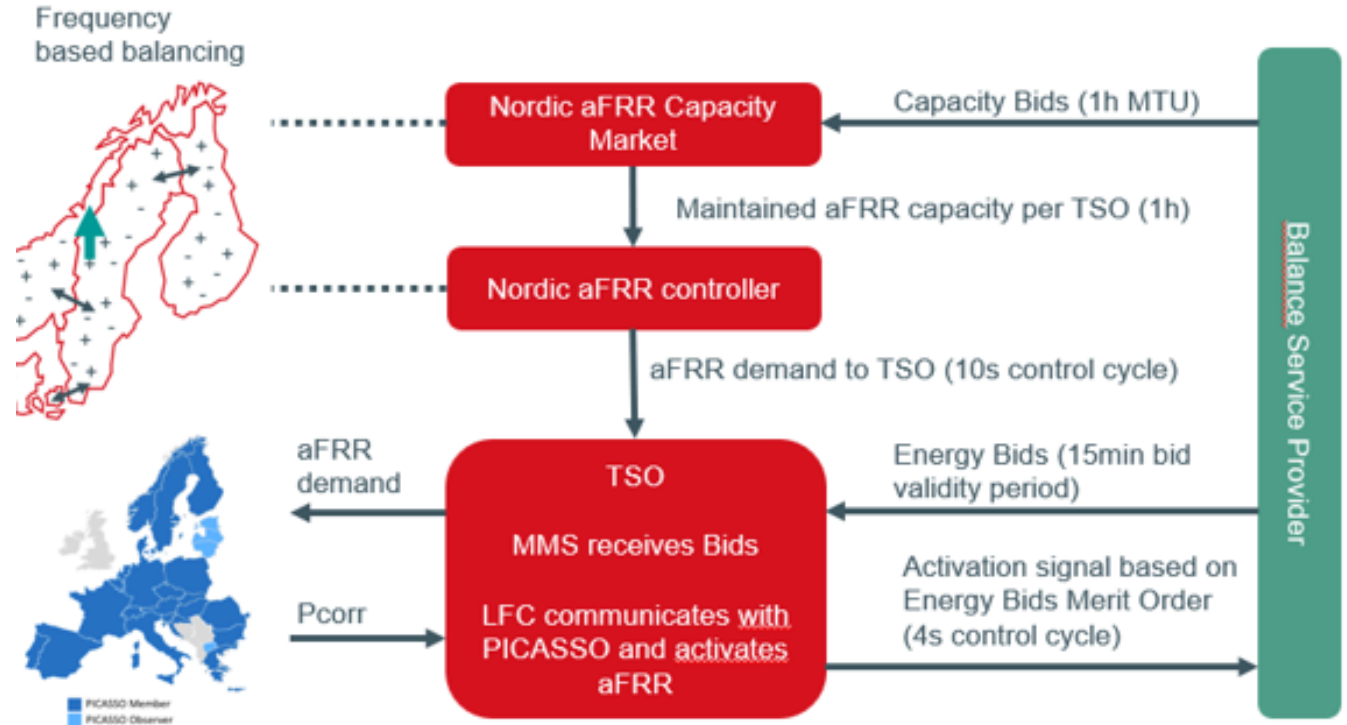 Frequency
based balancing
Nordic aFRR Capacity
Market
Capacity Bids (1h MTU)
Maintained aFRR capacity per TSO (1h)
Nordic aFRR controller
aFRR demand to TSO (10s control cycle)
Balance Service Provider
aFRR
demand
Pcorr
TSO
MMS receives Bids
LFC communicates with
PICASSO and activates
aFRR
Energy Bids (15min bid
validity period)
Activation signal based on
Energy Bids Merit Order
(4s control cycle)
PICASSO Member
PICASSO Observer